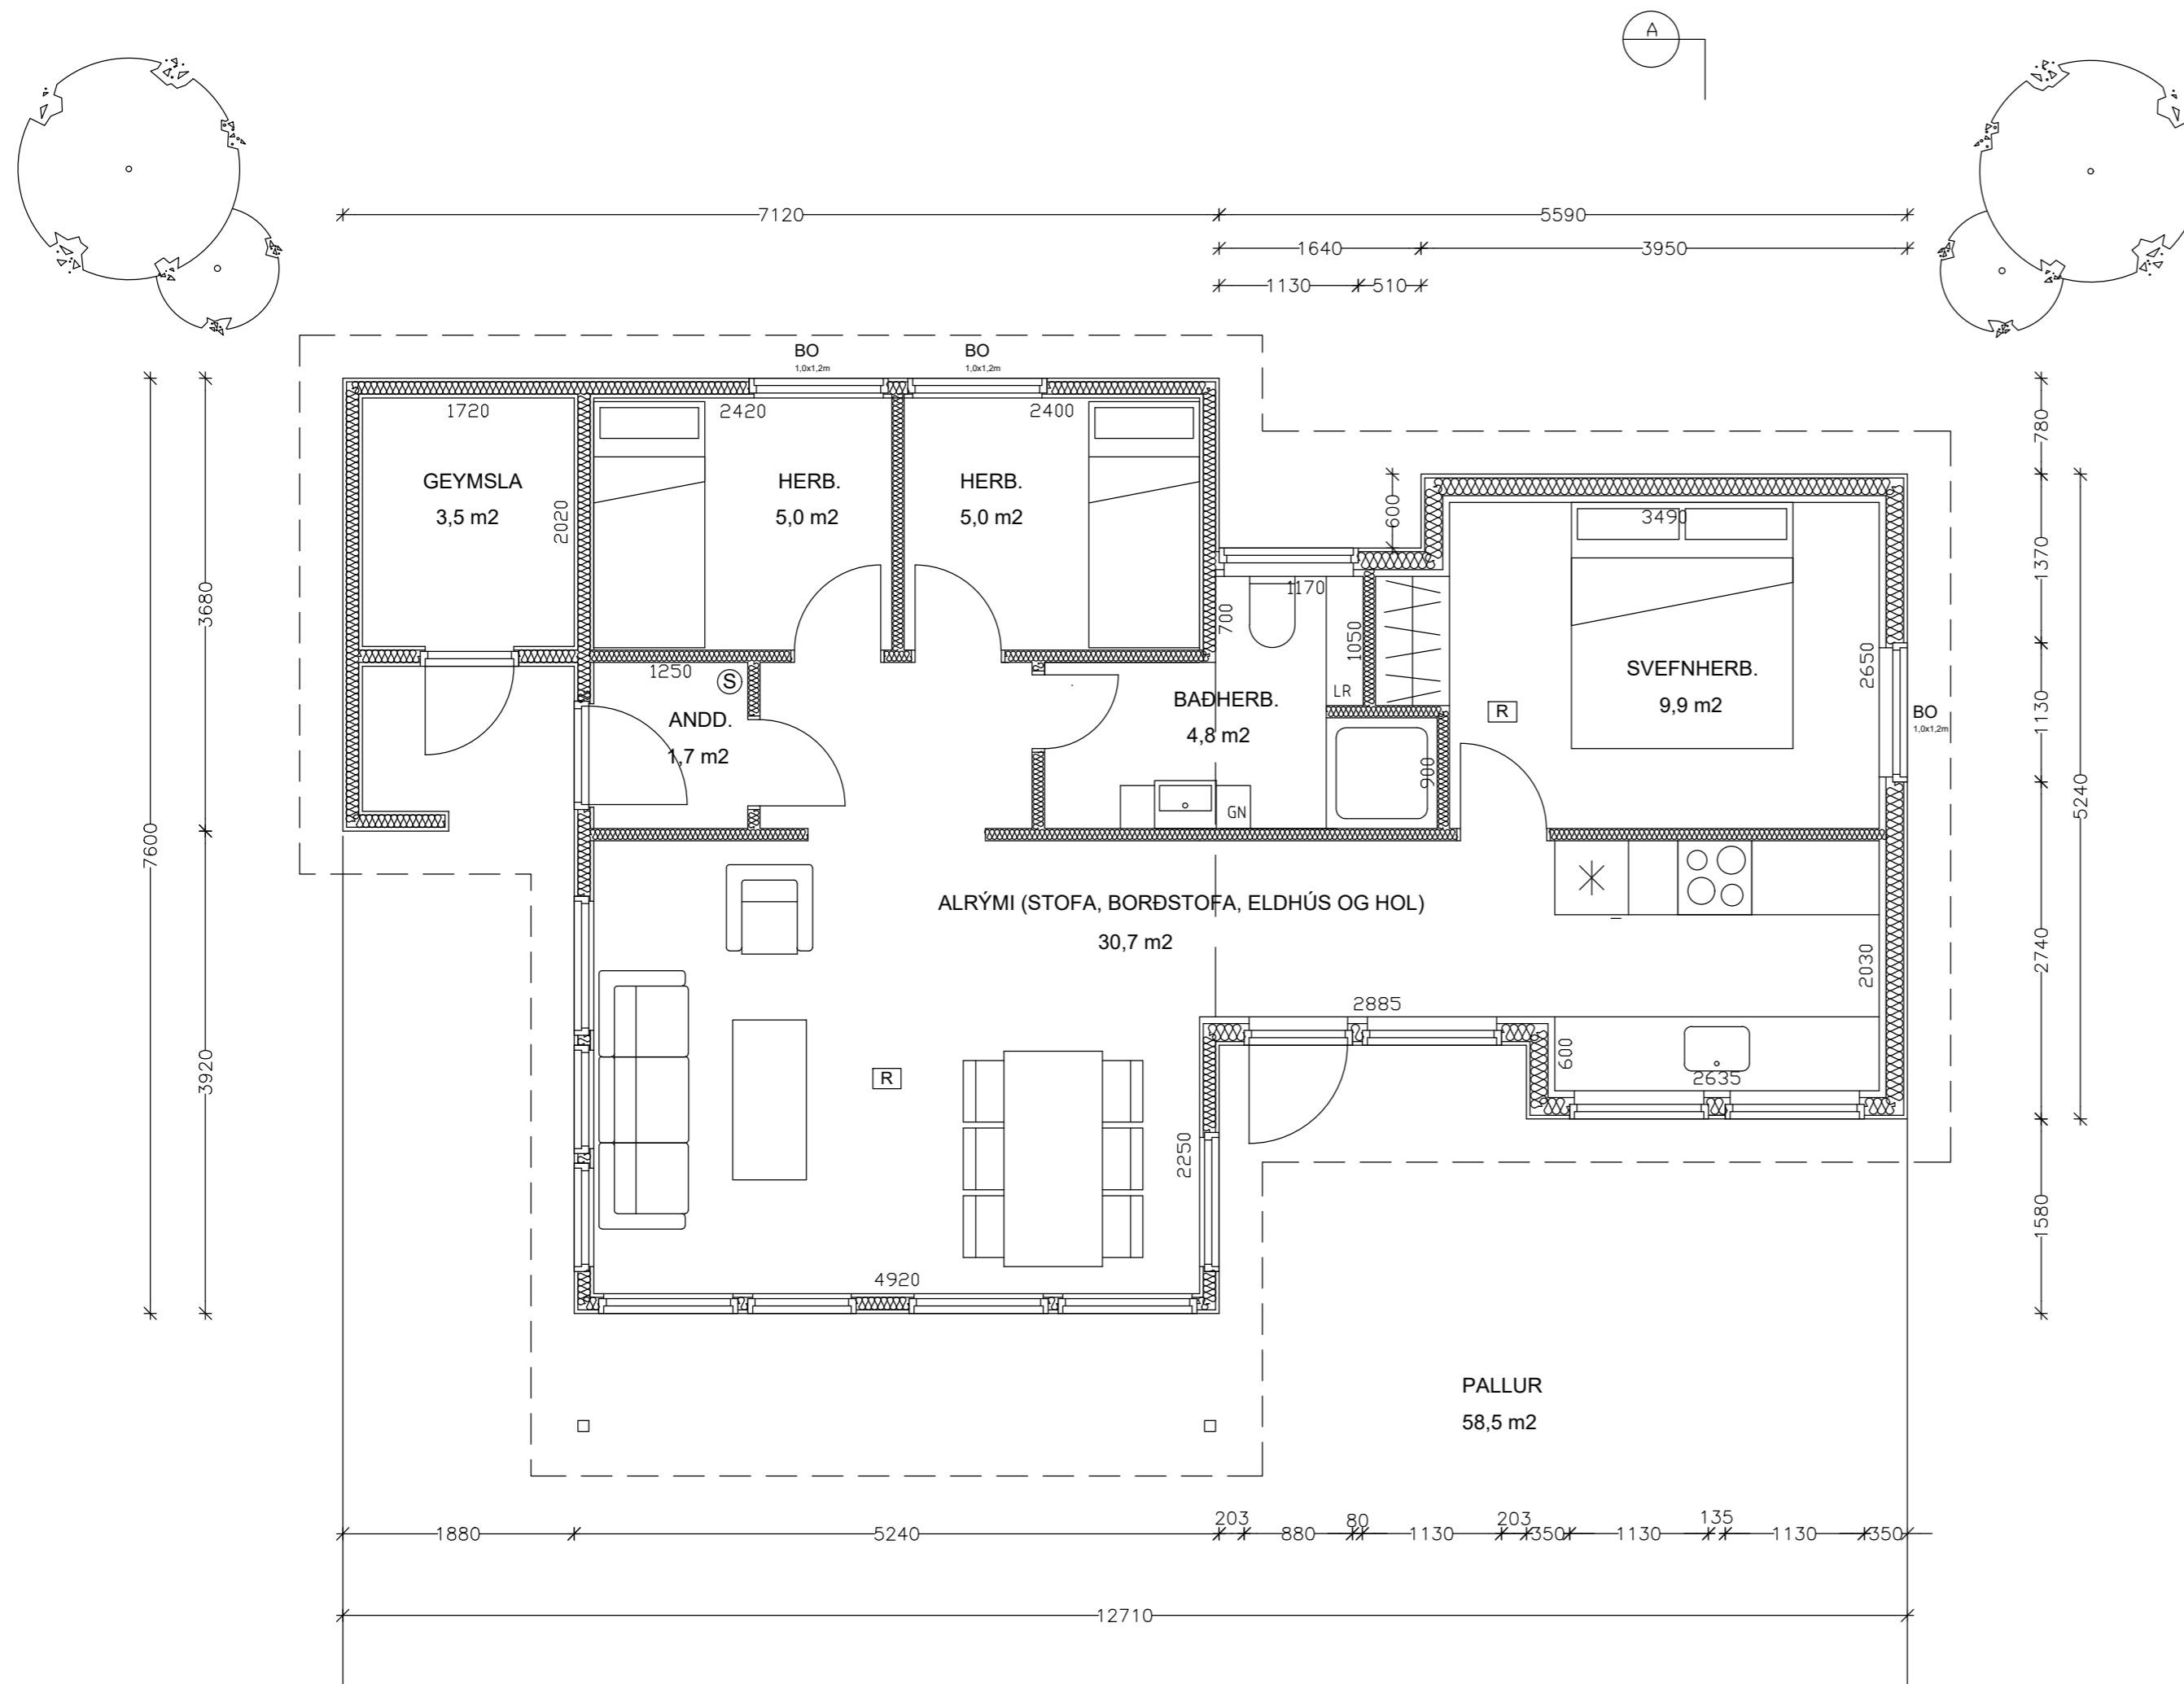 A
7120
5590
1640
3950
1130
510
BO
1,0x1,2m
BO
1,0x1,2m
1720
2420
2400
780
GEYMSLA
3,5 m2
HERB.
5,0 m2
HERB.
5,0 m2
2020
600
3490
1370
3680
1170
700
1050
SVEFNHERB.
9,9 m2
2650
1250
S
ANDD.
1,7 m2
LR
BAÐHERB.
4,8 m2
R
BO
1,0x1,2m
1130
900
GN
5240
7600
ALRÝMI (STOFA, BORÐSTOFA, ELDHÚS OG HOL)
30,7 m2
2740
2030
2885
3920
R
600
2635
2250
1580
4920
PALLUR
58,5 m2
1880
5240
203
880
80
1130
203
350
1130
135
1130
350
12710